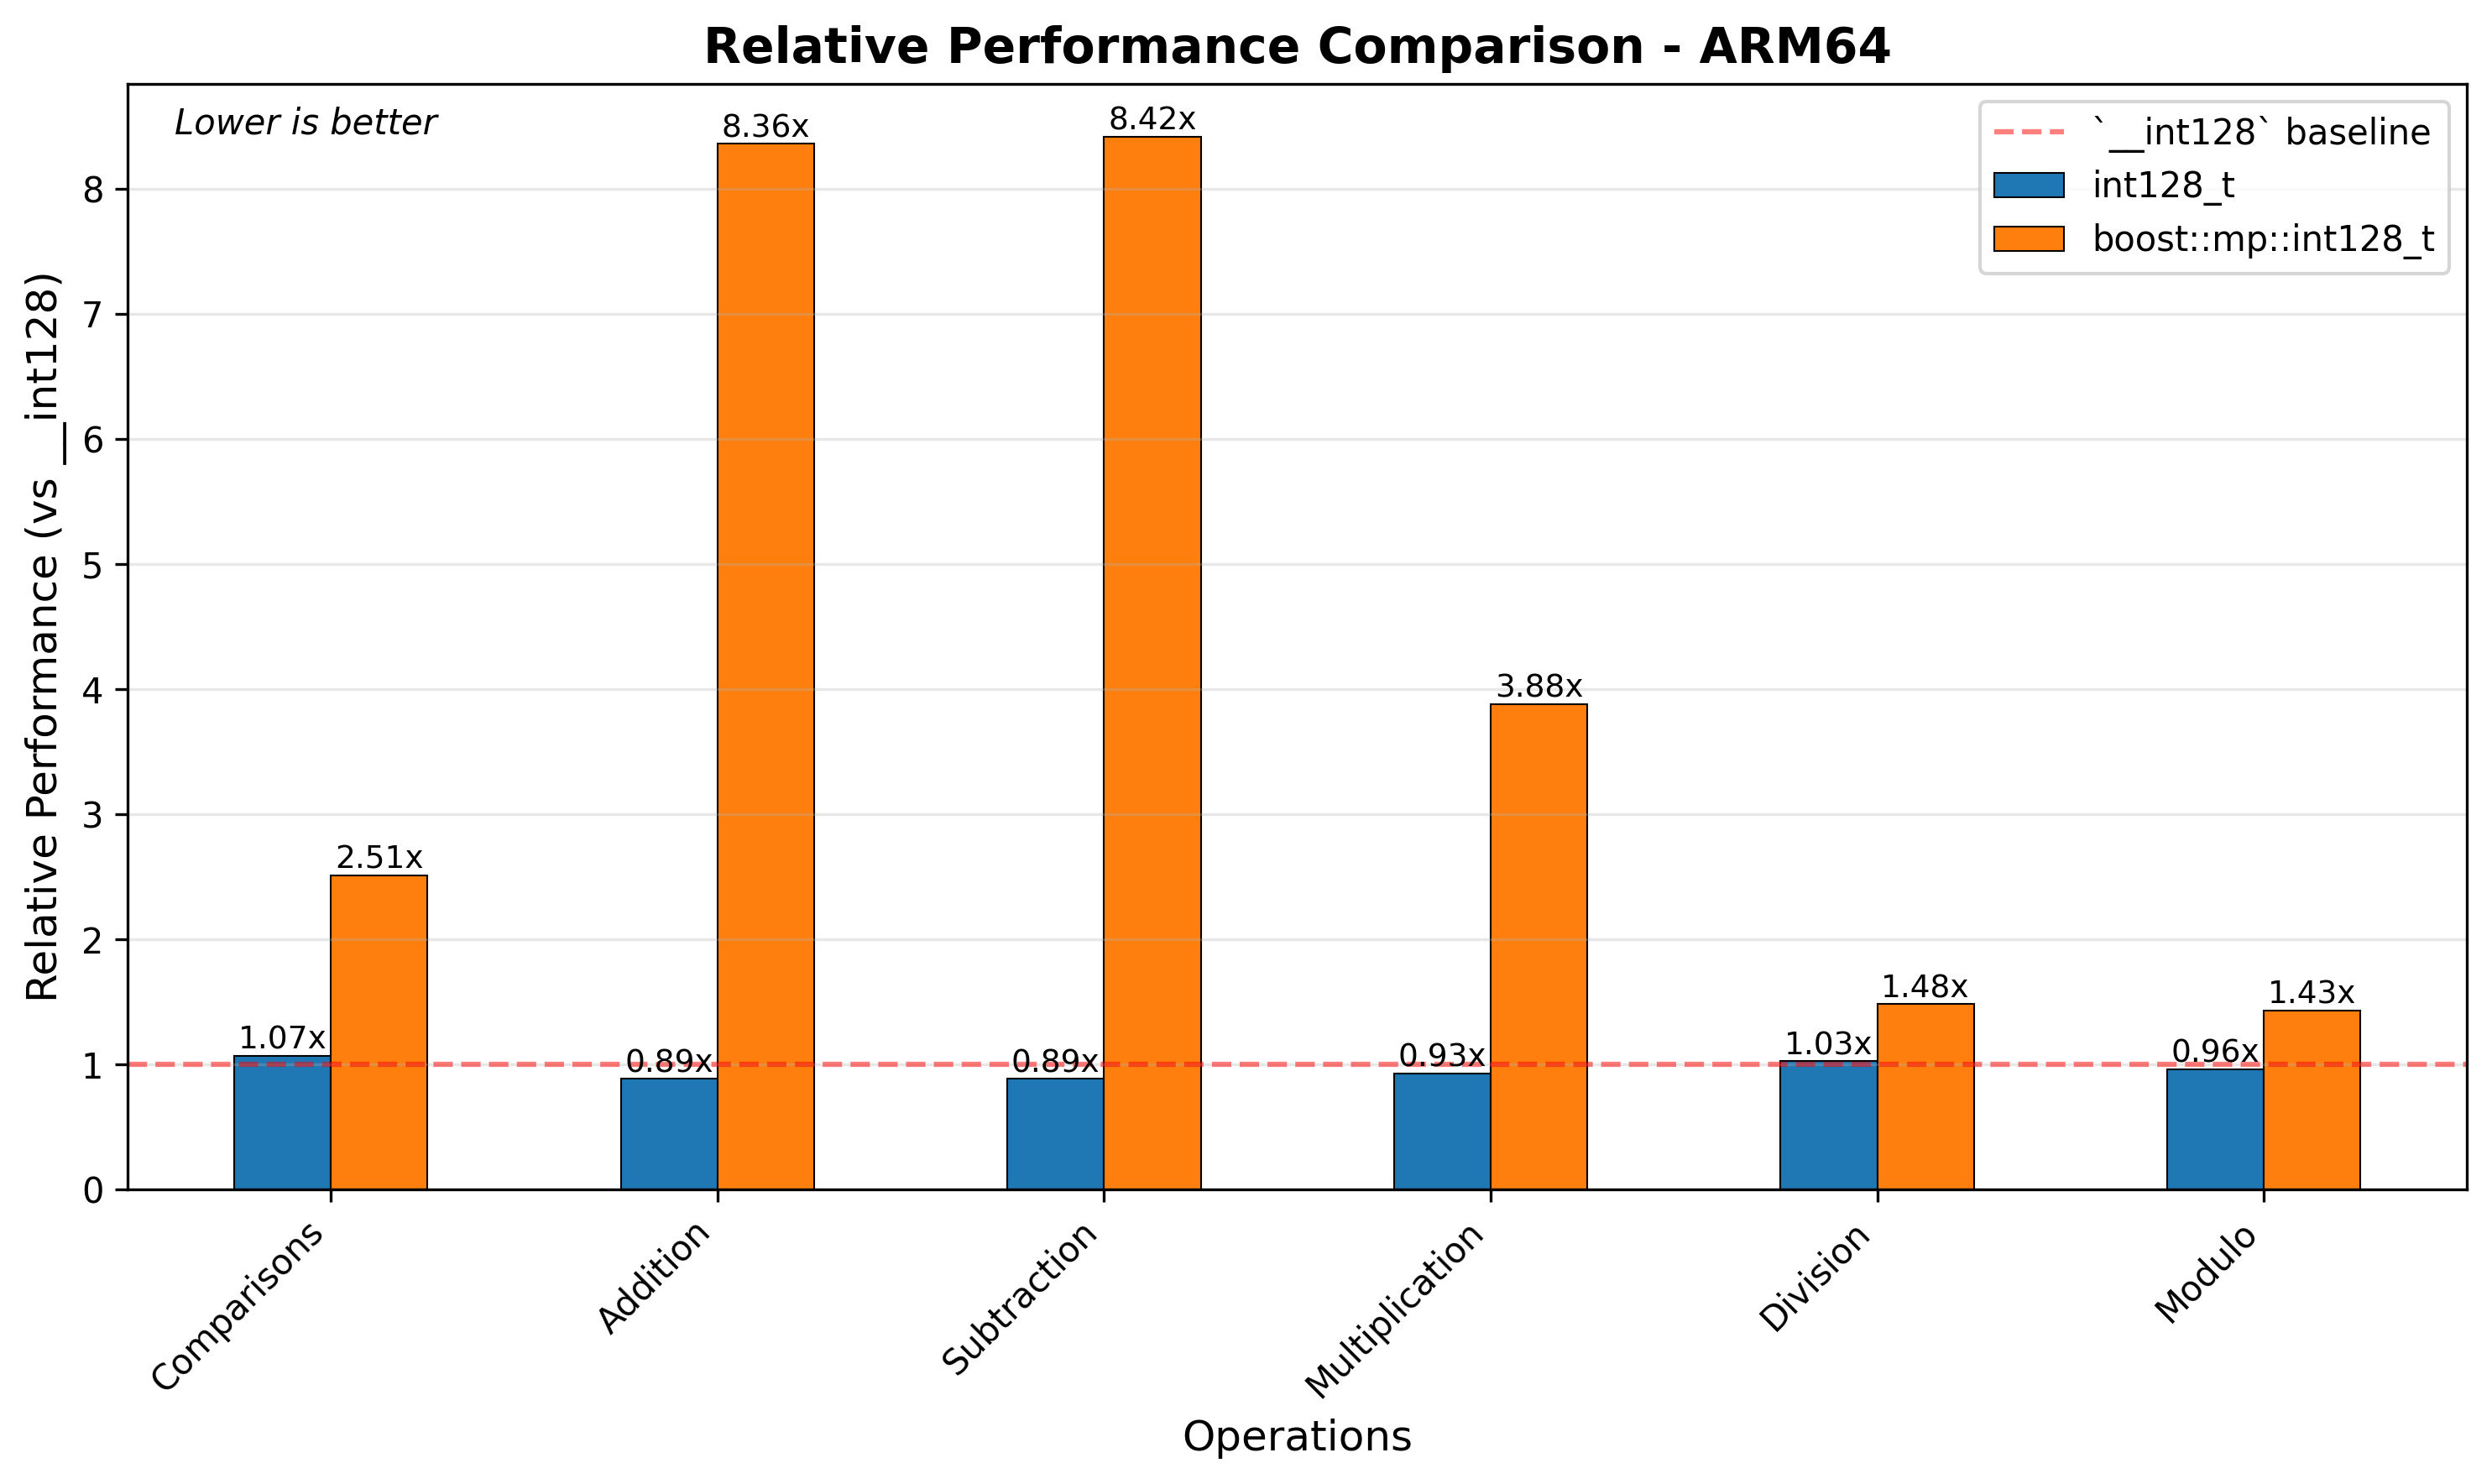 Relative Performance Comparison - ARM64
Lower is better
`__int128` baseline
int128_t
boost::mp::int128_t
Relative Performance (vs __int128)
8
7
6
5
4
3
2
1
0
1.07x
2.51x
0.89x
8.36x
0.89x
8.42x
0.93x
3.88x
1.03x
1.48x
0.96x
1.43x
Comparisons
Addition
Subtraction
Multiplication
Division
Modulo
Operations